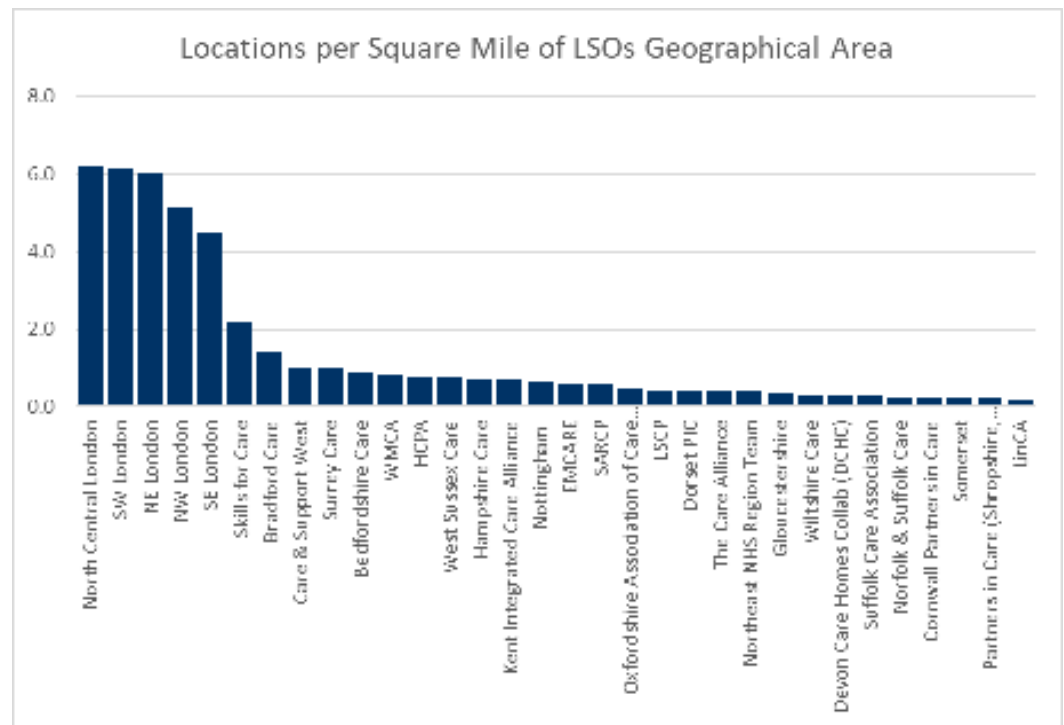 Locations per Square Mile of LSOs Geographical Area
8.0
6.0
4.0
2.0
0.0
North Central London
SW London
NE London
NW London
SE London
Skills for Care
Bradford Care
Care & Support West
Surrey Care
Bedfordshire Care
WMCA
HCPA
West Sussex Care
Hampshire Care
Kent Integrated Care Alliance
Nottingham
EMCARE
SARCP
Oxfordshire Association of Care…
LSCP
Dorset PIC
The Care Alliance
Northeast NHS Region Team
Gloucestershire
Wiltshire Care
Devon Care Homes Collab (DCHC)
Suffolk Care Association
Norfolk & Suffolk Care
Cornwall Partners in Care
Somerset
Partners in Care (Shropshire,…
LinCA